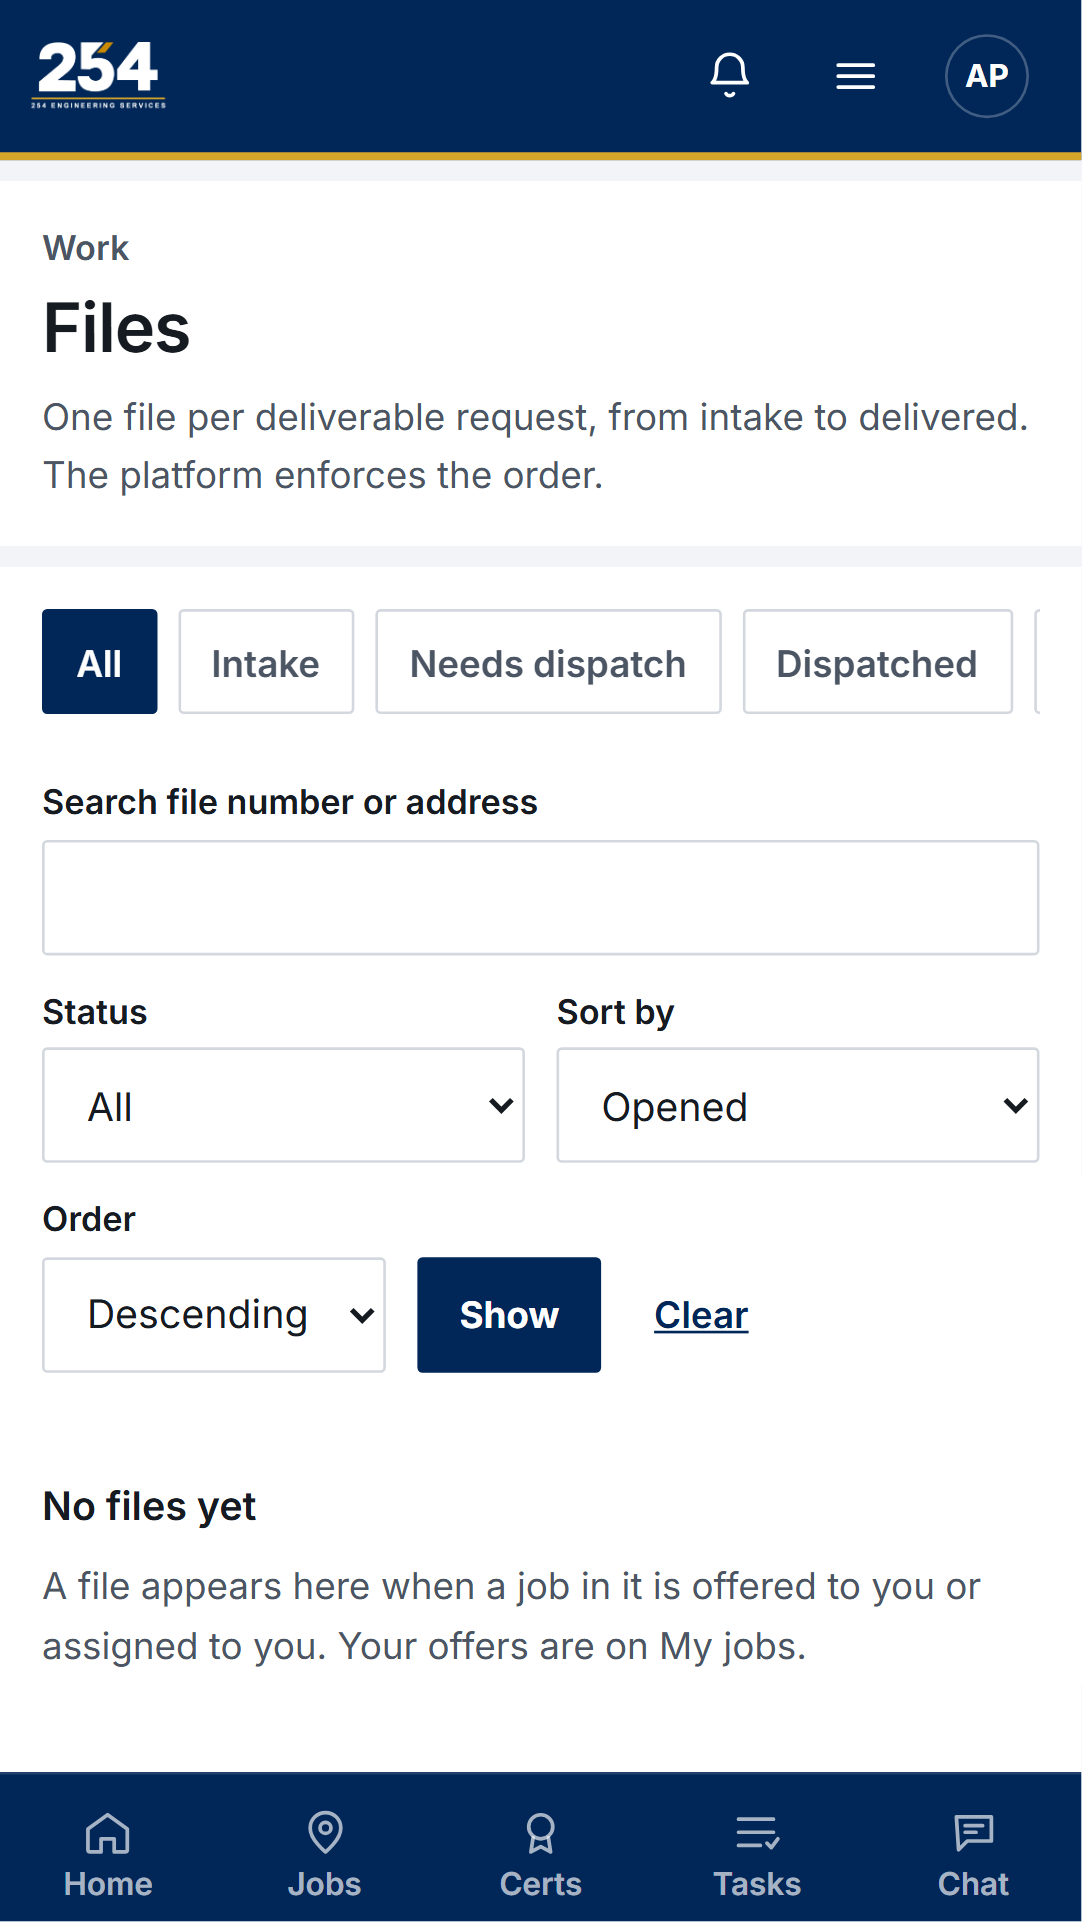 254
254 ENGINEERING SERVICES
AP
Work
Files
One file per deliverable request, from intake to delivered.
The platform enforces the order.
All
Intake
Needs dispatch
Dispatched
Search file number or address
Status
Sort by
All
Opened
Order
Descending
Show
Clear
No files yet
A file appears here when a job in it is offered to you or
assigned to you. Your offers are on My jobs.
Home
Jobs
Certs
Tasks
Chat